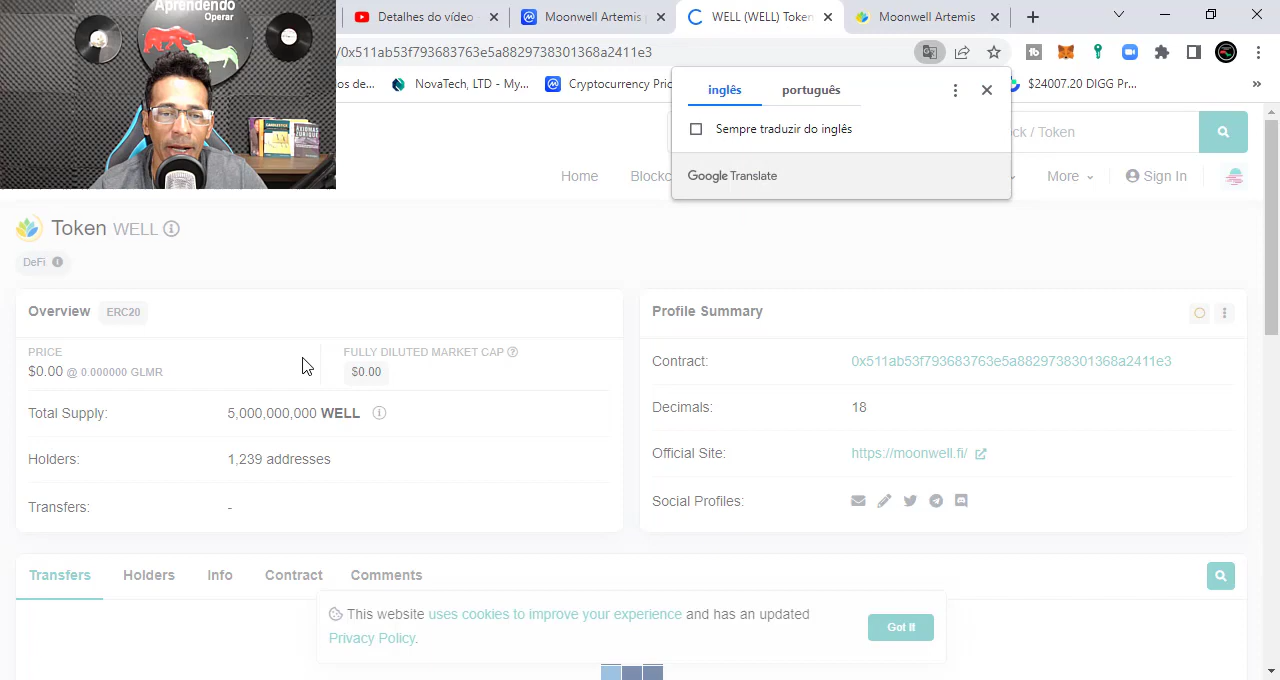 Aprendendo
Operar
Detalhes do vídeo
Moonwell Artemis
WELL (WELL) Token
Moonwell Artemis
/0x511ab53f793683763e5a8829738301368a2411e3
os de...
NovaTech, LTD - My...
Cryptocurrency Pric
$24007.20 DIGG Pr...
inglês
português
Sempre traduzir do inglês
Google Translate
ock / Token
Home
Blockc
More
Sign In
Token WELL
DeFi
Overview
ERC20
PRICE
$0.00 @ 0.000000 GLMR
FULLY DILUTED MARKET CAP
$0.00
Total Supply:
5,000,000,000 WELL
Holders:
1,239 addresses
Transfers:
-
Profile Summary
Contract:
0x511ab53f793683763e5a8829738301368a2411e3
Decimals:
18
Official Site:
https://moonwell.fi/
Social Profiles:
Transfers
Holders
Info
Contract
Comments
This website uses cookies to improve your experience and has an updated
Privacy Policy.
Got It